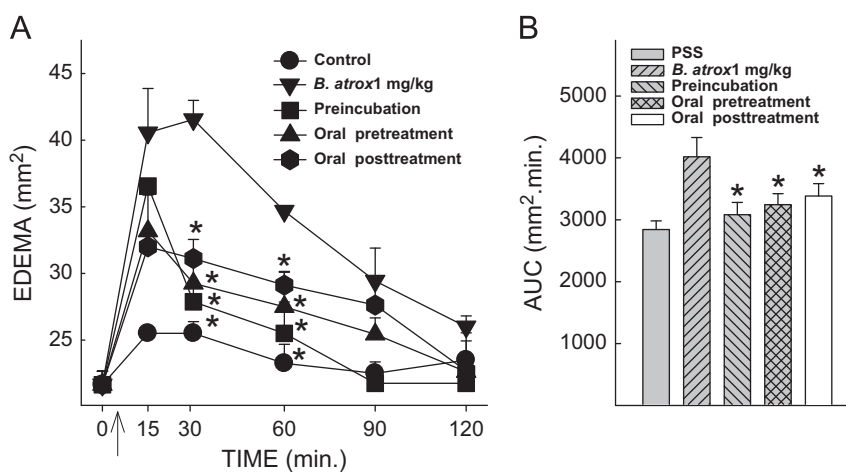 A
EDEMA (mm²)
45
40
35
30
25
Control
B. atrox1 mg/kg
Preincubation
Oral pretreatment
Oral posttreatment
*
*
*
*
*
*
*
*
0 15 30 60 90 120
TIME (min.)
B
AUC (mm².min.)
5000
4000
3000
2000
1000
PSS
B. atrox1 mg/kg
Preincubation
Oral pretreatment
Oral posttreatment
* * *